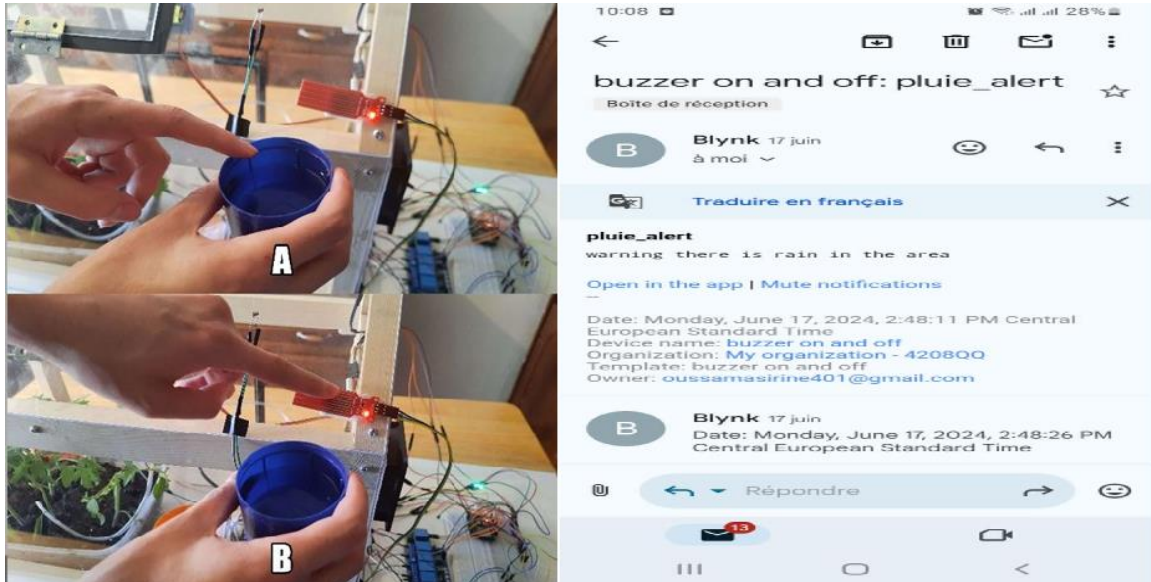 A
B
10:08
28%
buzzer on and off: pluie_alert
Boîte de réception
B
Blynk 17 juin
à moi
Traduire en français
pluie_alert
warning there is rain in the area
Open in the app | Mute notifications
--
Date: Monday, June 17, 2024, 2:48:11 PM Central
European Standard Time
Device name: buzzer on and off
Organization: My organization - 4208QQ
Template: buzzer on and off
Owner: oussamasirine401@gmail.com
B
Blynk 17 juin
Date: Monday, June 17, 2024, 2:48:26 PM
Central European Standard Time
Répondre
13